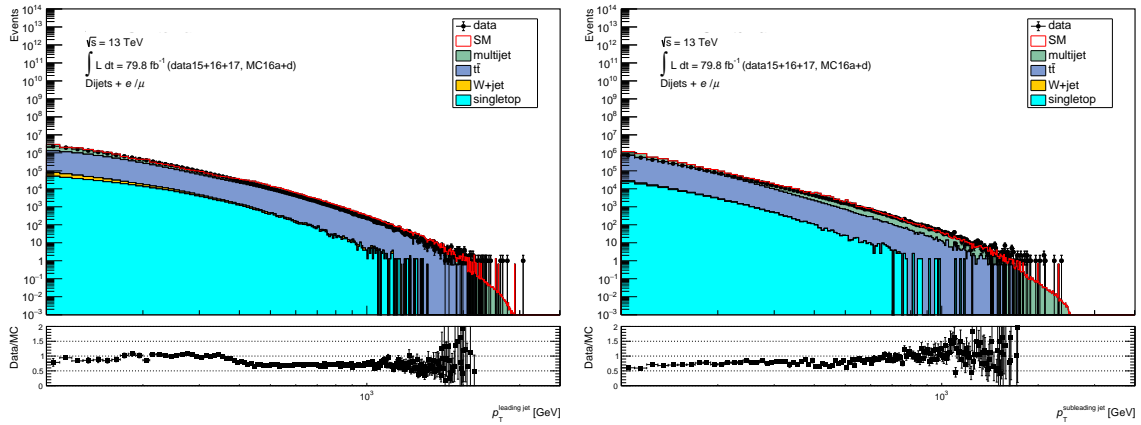 Events
10^14
10^13
10^12
10^11
10^10
10^9
10^8
10^7
10^6
10^5
10^4
10^3
10^2
10
1
10^-1
10^-2
10^-3
√s = 13 TeV
∫ L dt = 79.8 fb^-1 (data15+16+17, MC16a+d)
Dijets + e/μ
data
SM
multijet
tt̄
W+jet
singletop
Data/MC
2
1.5
1
0.5
0
10^3
p_T^leading jet [GeV]
Events
10^14
10^13
10^12
10^11
10^10
10^9
10^8
10^7
10^6
10^5
10^4
10^3
10^2
10
1
10^-1
10^-2
10^-3
√s = 13 TeV
∫ L dt = 79.8 fb^-1 (data15+16+17, MC16a+d)
Dijets + e/μ
data
SM
multijet
tt̄
W+jet
singletop
Data/MC
2
1.5
1
0.5
0
10^3
p_T^subleading jet [GeV]